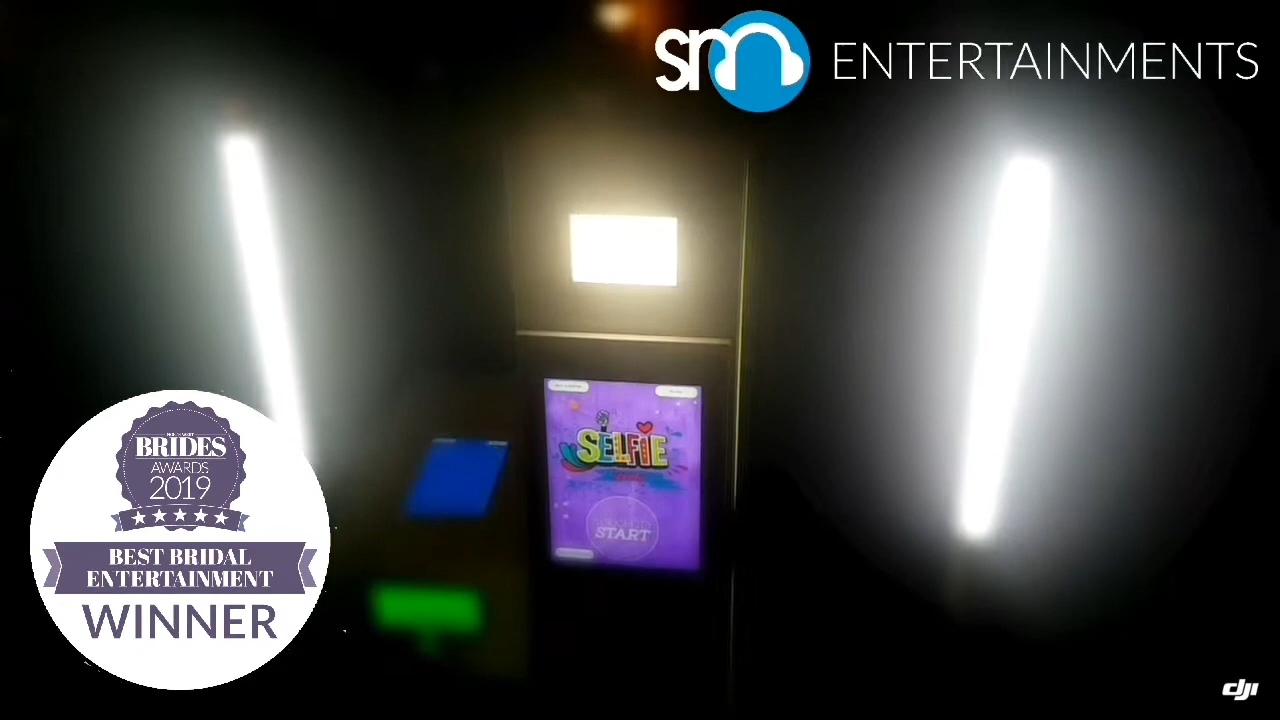 sm ENTERTAINMENTS
SELFIE
START
BRIDES
AWARDS
2019
BEST BRIDAL
ENTERTAINMENT
WINNER
dji